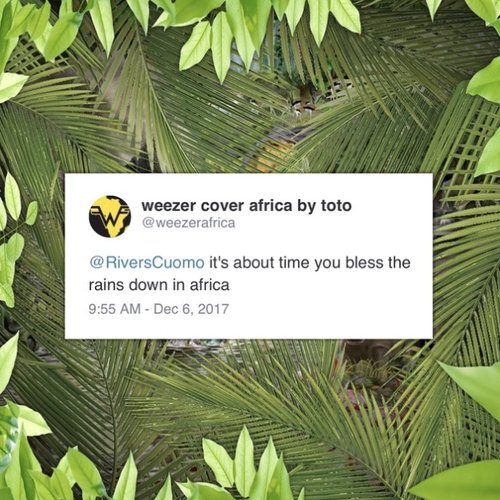 weezer cover africa by toto
@weezerafrica
@RiversCuomo it's about time you bless the
rains down in africa
9:55 AM - Dec 6, 2017